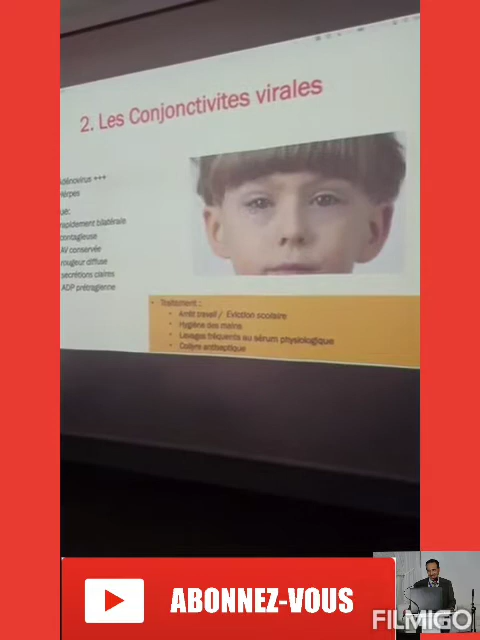 2. Les Conjonctivites virales
Adénovirus +++
Herpes
rapidement bilatérale
contagieuse
AV conservée
rougeur diffuse
secrétions claires
ADP prétragienne
• Traitement :
• Arrêt travail / Eviction scolaire
• Hygiène des mains
• Lavages fréquents au sérum physiologique
• Collyre antiseptique
ABONNEZ-VOUS
FILMIGO